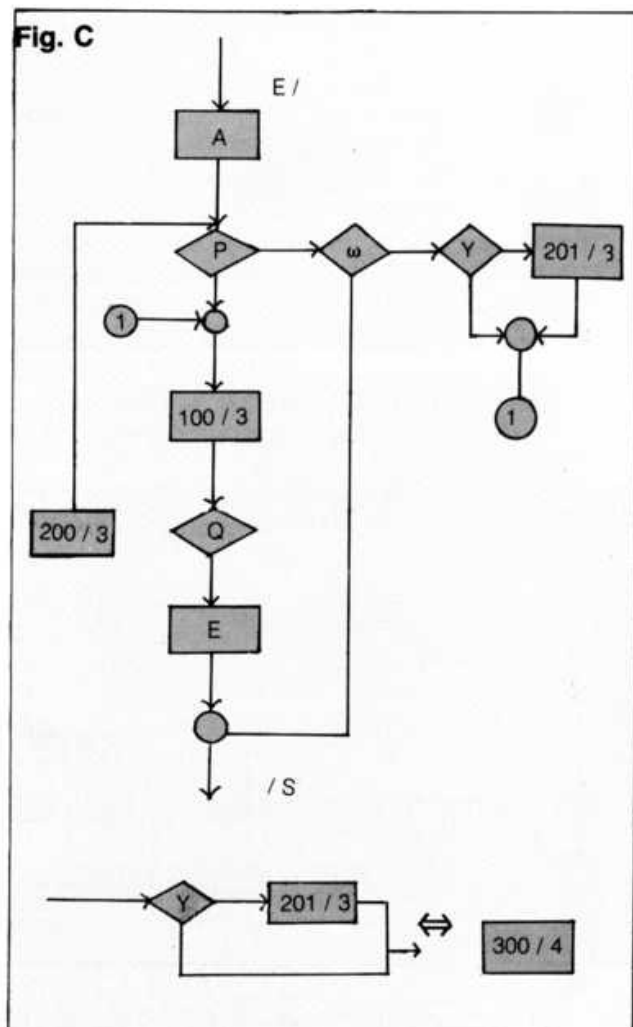 Fig. C
E /
A
P ω Y 201 / 3
1
100 / 3
1
200 / 3 Q
E
/ S
Y 201 / 3 ⇔ 300 / 4